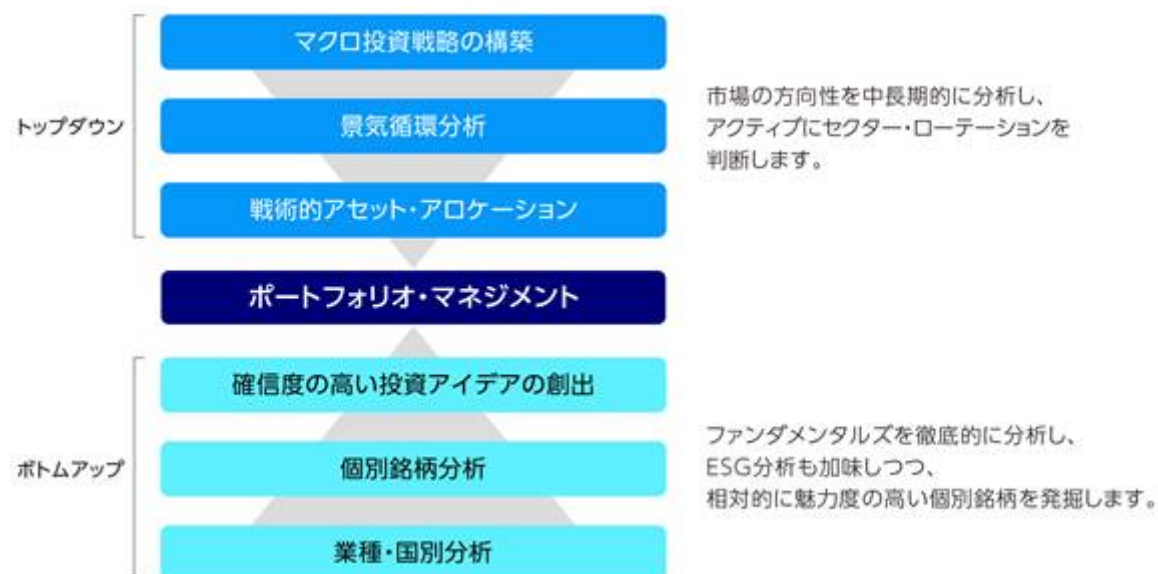 マクロ投資戦略の構築
トップダウン
景気循環分析
戦術的アセット・アロケーション
市場の方向性を中長期的に分析し、
アクティブにセクター・ローテーションを
判断します。
ポートフォリオ・マネジメント
確信度の高い投資アイデアの創出
ボトムアップ
個別銘柄分析
業種・国別分析
ファンダメンタルズを徹底的に分析し、
ESG分析も加味しつつ、
相対的に魅力度の高い個別銘柄を発掘します。